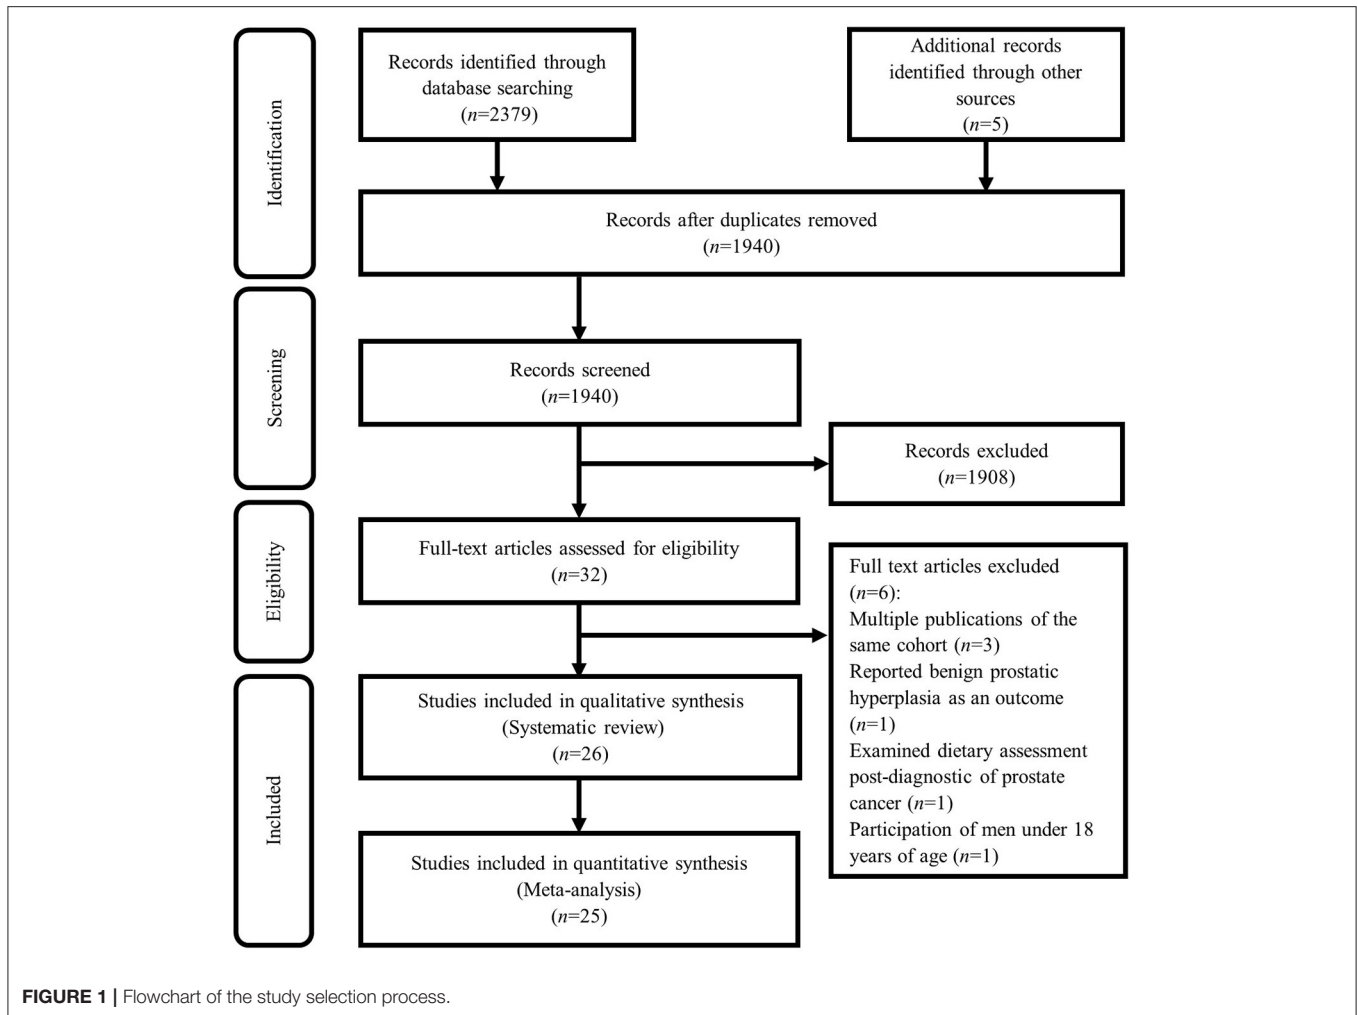 Identification
Records identified through
database searching
(n=2379)
Additional records
identified through other
sources
(n=5)
Records after duplicates removed
(n=1940)
Screening
Records screened
(n=1940)
Records excluded
(n=1908)
Eligibility
Full-text articles assessed for eligibility
(n=32)
Full text articles excluded
(n=6):
Multiple publications of the
same cohort (n=3)
Reported benign prostatic
hyperplasia as an outcome
(n=1)
Examined dietary assessment
post-diagnostic of prostate
cancer (n=1)
Participation of men under 18
years of age (n=1)
Included
Studies included in qualitative synthesis
(Systematic review)
(n=26)
Studies included in quantitative synthesis
(Meta-analysis)
(n=25)
FIGURE 1 | Flowchart of the study selection process.